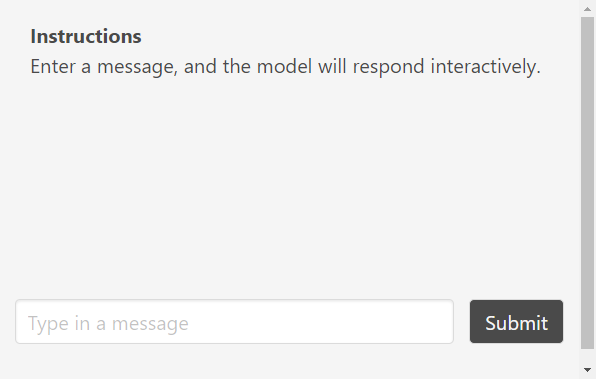 Instructions
Enter a message, and the model will respond interactively.
Type in a message
Submit